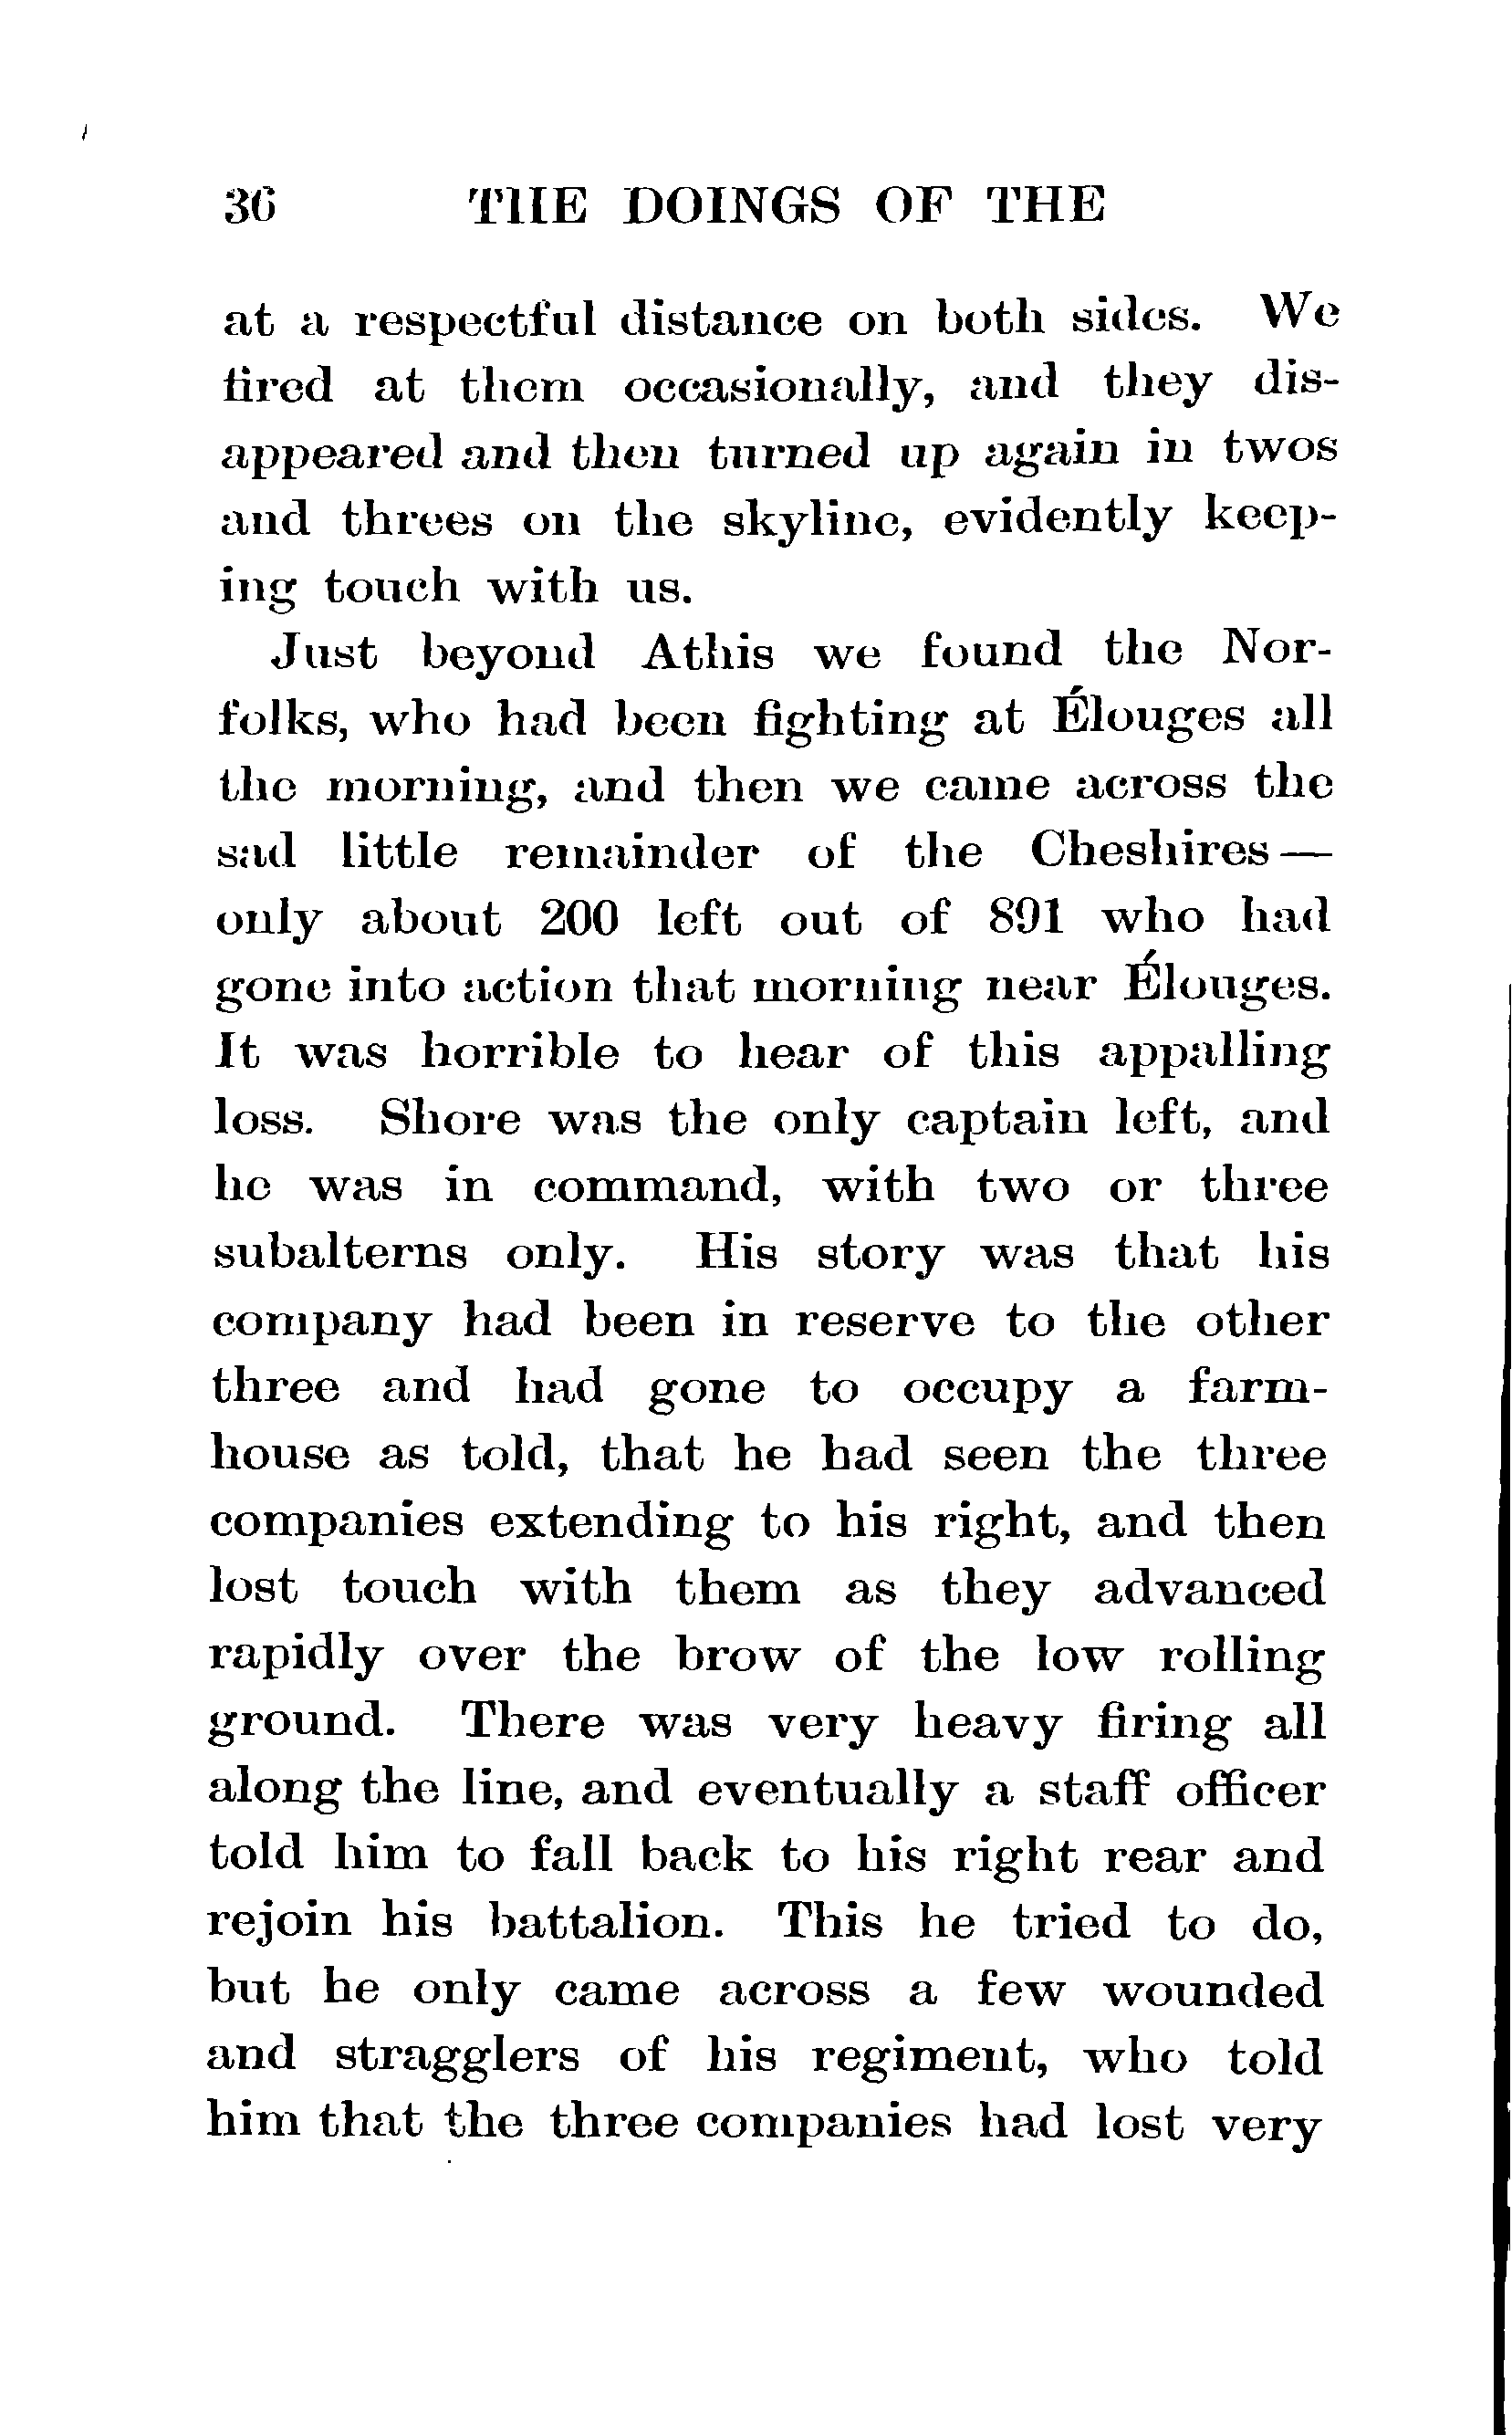 36 THE DOINGS OF THE
at a respectful distance on both sides. We
fired at them occasionally, and they dis-
appeared and then turned up again in twos
and threes on the skyline, evidently keep-
ing touch with us.
Just beyond Athis we found the Nor-
folks, who had been fighting at Élouges all
the morning, and then we came across the
sad little remainder of the Cheshires—
only about 200 left out of 891 who had
gone into action that morning near Élouges.
It was horrible to hear of this appalling
loss. Shore was the only captain left, and
he was in command, with two or three
subalterns only. His story was that his
company had been in reserve to the other
three and had gone to occupy a farm-
house as told, that he had seen the three
companies extending to his right, and then
lost touch with them as they advanced
rapidly over the brow of the low rolling
ground. There was very heavy firing all
along the line, and eventually a staff officer
told him to fall back to his right rear and
rejoin his battalion. This he tried to do,
but he only came across a few wounded
and stragglers of his regiment, who told
him that the three companies had lost very